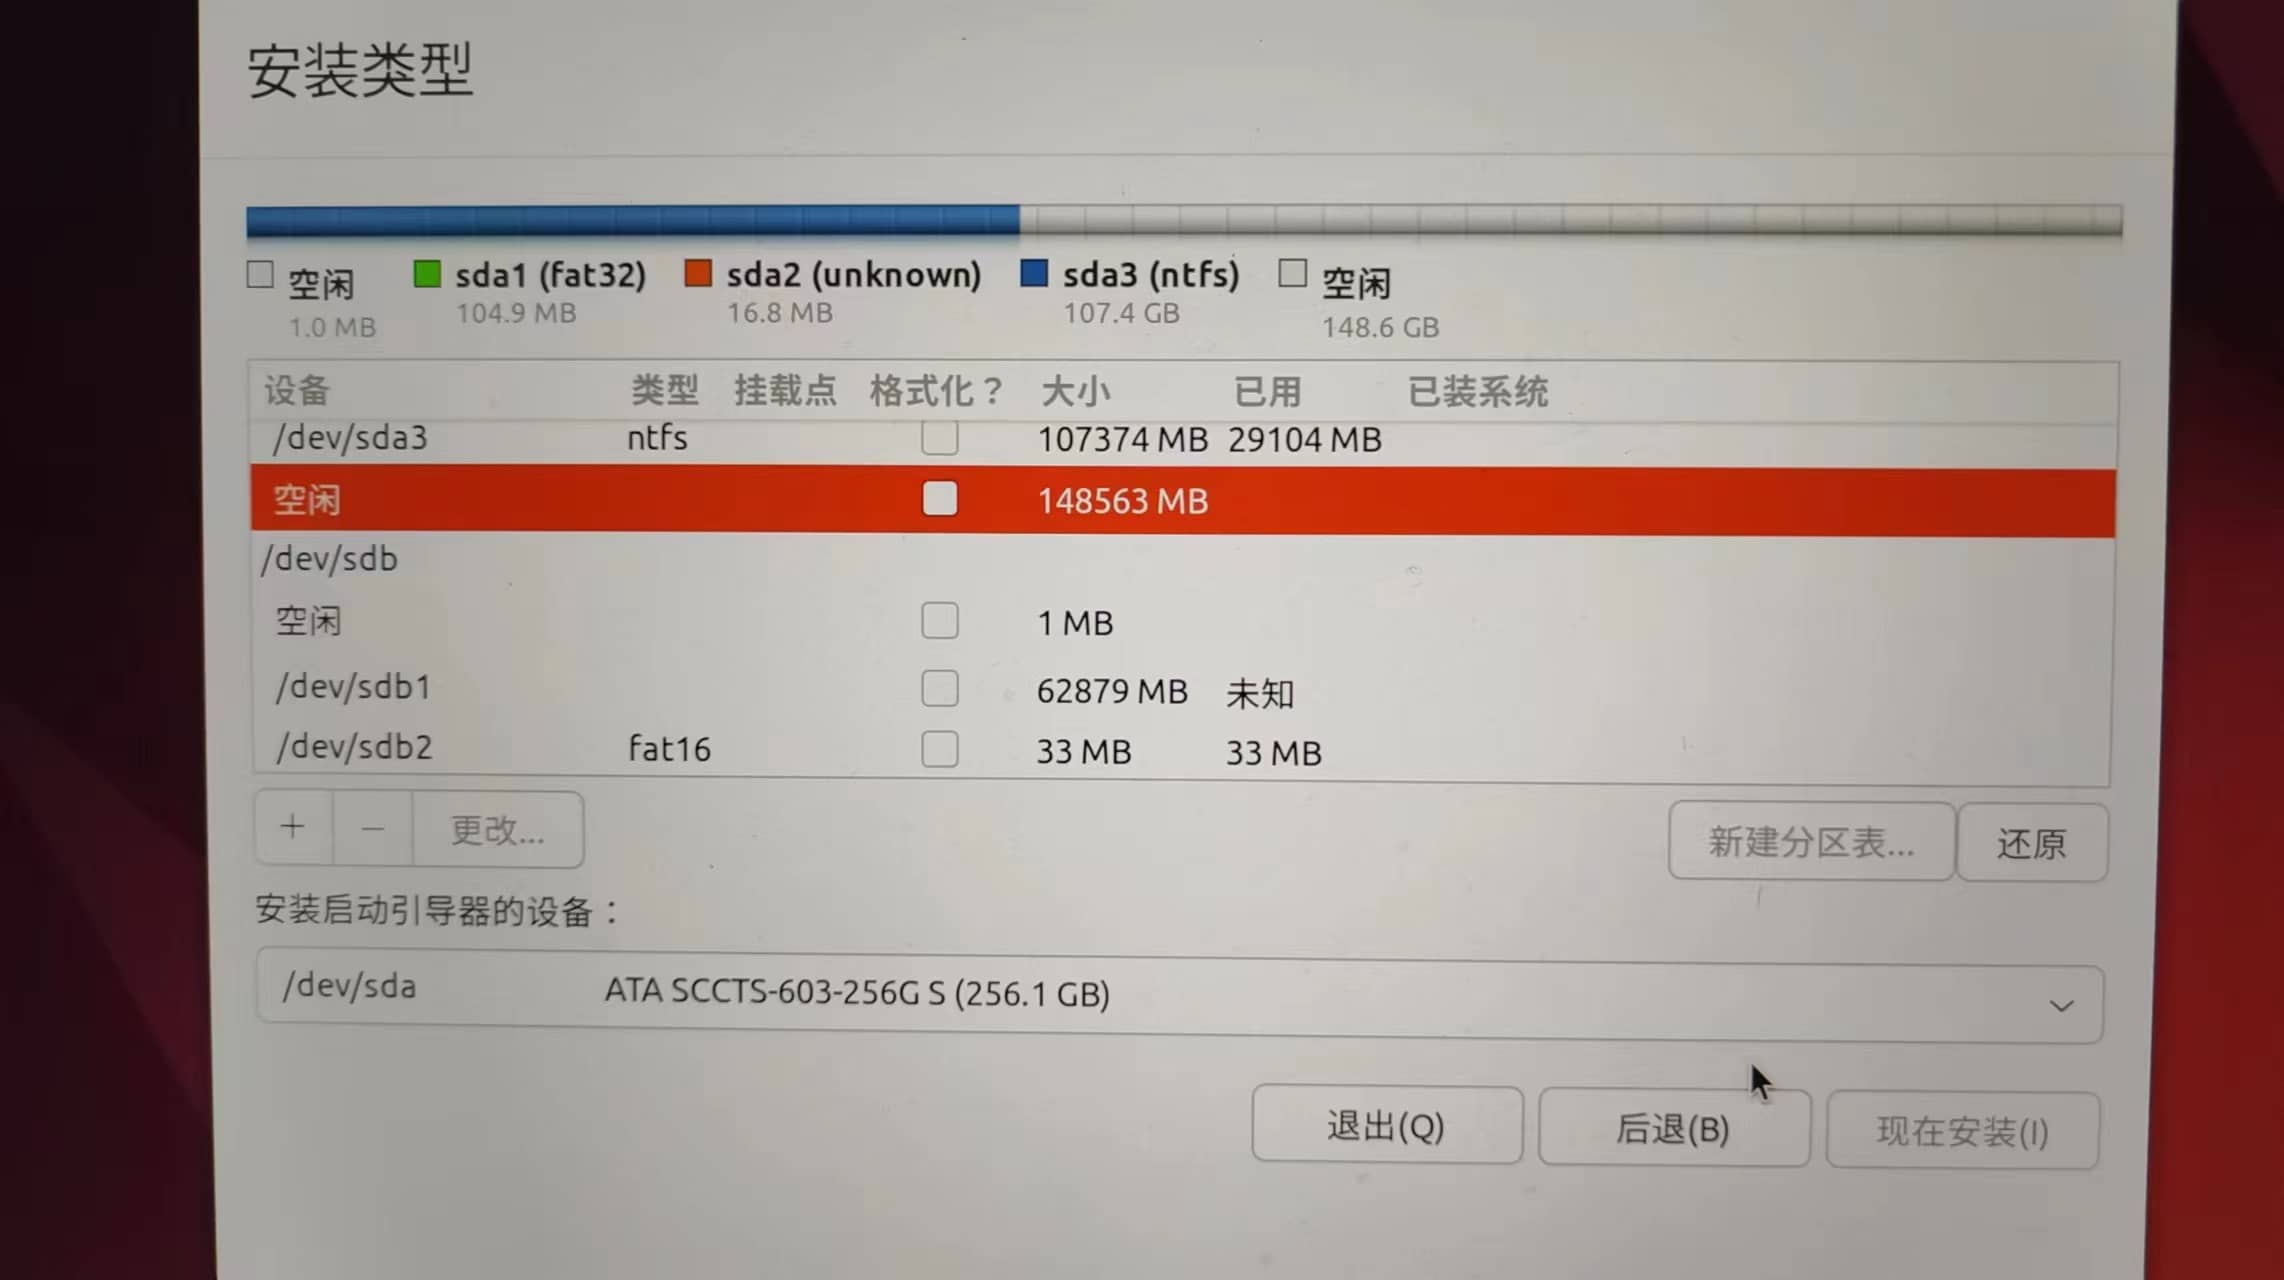 安装类型
空闲 sda1 (fat32) sda2 (unknown) sda3 (ntfs) 空闲
1.0 MB 104.9 MB 16.8 MB 107.4 GB 148.6 GB
设备 类型 挂载点 格式化？ 大小 已用 已装系统
/dev/sda3 ntfs 107374 MB 29104 MB
空闲 148563 MB
/dev/sdb
空闲 1 MB
/dev/sdb1 62879 MB 未知
/dev/sdb2 fat16 33 MB 33 MB
+ − 更改... 新建分区表... 还原
安装启动引导器的设备：
/dev/sda ATA SCCTS-603-256G S (256.1 GB)
退出(Q) 后退(B) 现在安装(I)